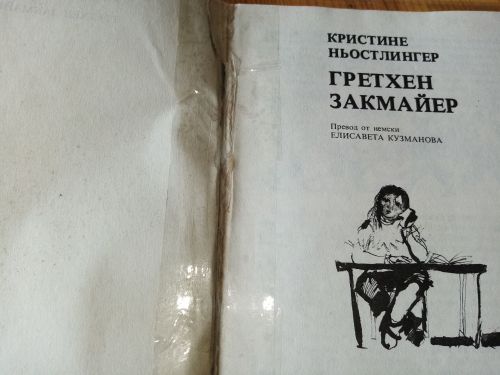 КРИСТИНЕ
НЬОСТЛИНГЕР
ГРЕТХЕН
ЗАКМАЙЕР
Превод от немски
ЕЛИСАВЕТА КУЗМАНОВА